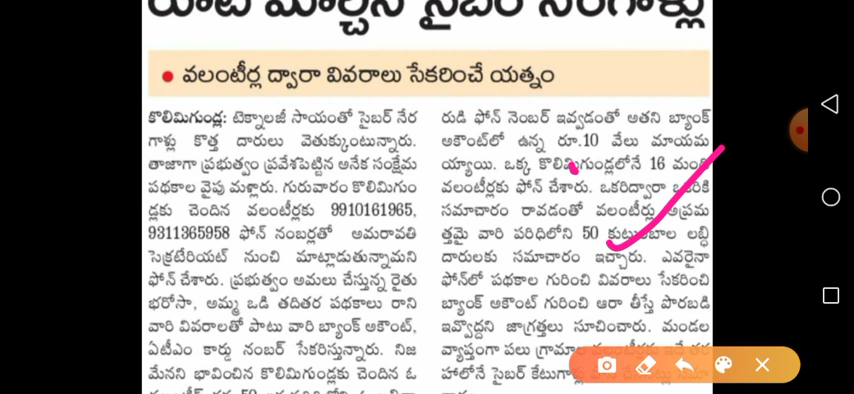 రూటు మార్చిన సైబర్ నేరగాళ్లు
వలంటీర్ల ద్వారా వివరాలు సేకరించే యత్నం
కొలిమిగుండ్ల: టెక్నాలజీ సాయంతో సైబర్ నేర
గాళ్లు కొత్త దారులు వెతుక్కుంటున్నారు.
తాజాగా ప్రభుత్వం ప్రవేశపెట్టిన అనేక సంక్షేమ
పథకాల వైపు మళ్లారు. గురువారం కొలిమిగుం
డ్లకు చెందిన వలంటీర్లకు 9910161965,
9311365958 ఫోన్ నంబర్లతో అమరావతి
సెక్రటేరియట్ నుంచి మాట్లాడుతున్నామని
ఫోన్ చేశారు. ప్రభుత్వం అమలు చేస్తున్న రైతు
భరోసా, అమ్మ ఒడి తదితర పథకాలు రాని
వారి వివరాలతో పాటు వారి బ్యాంక్ అకౌంట్,
ఏటీఎం కార్డు నంబర్ సేకరిస్తున్నారు. నిజ
మేనని భావించిన కొలిమిగుండ్లకు చెందిన ఓ
రుడి ఫోన్ నెంబర్ ఇవ్వడంతో అతని బ్యాంక్
అకౌంట్‌లో ఉన్న రూ.10 వేలు మాయమ
య్యాయి. ఒక్క కొలిమిగుండ్లలోనే 16 మంది
వలంటీర్లకు ఫోన్ చేశారు. ఒకరిద్వారా ఒకరికి
సమాచారం రావడంతో వలంటీర్లు అప్రమ
త్తమై వారి పరిధిలోని 50 కుటుంబాల లబ్ధి
దారులకు సమాచారం ఇచ్చారు. ఎవరైనా
ఫోన్‌లో పథకాల గురించి వివరాలు సేకరించి
బ్యాంక్ అకౌంట్ గురించి ఆరా తీస్తే పొరబడి
ఇవ్వొద్దని జాగ్రత్తలు సూచించారు. మండల
వ్యాప్తంగా పలు గ్రామాల
హాలోనే సైబర్ కేటుగాళ్లు